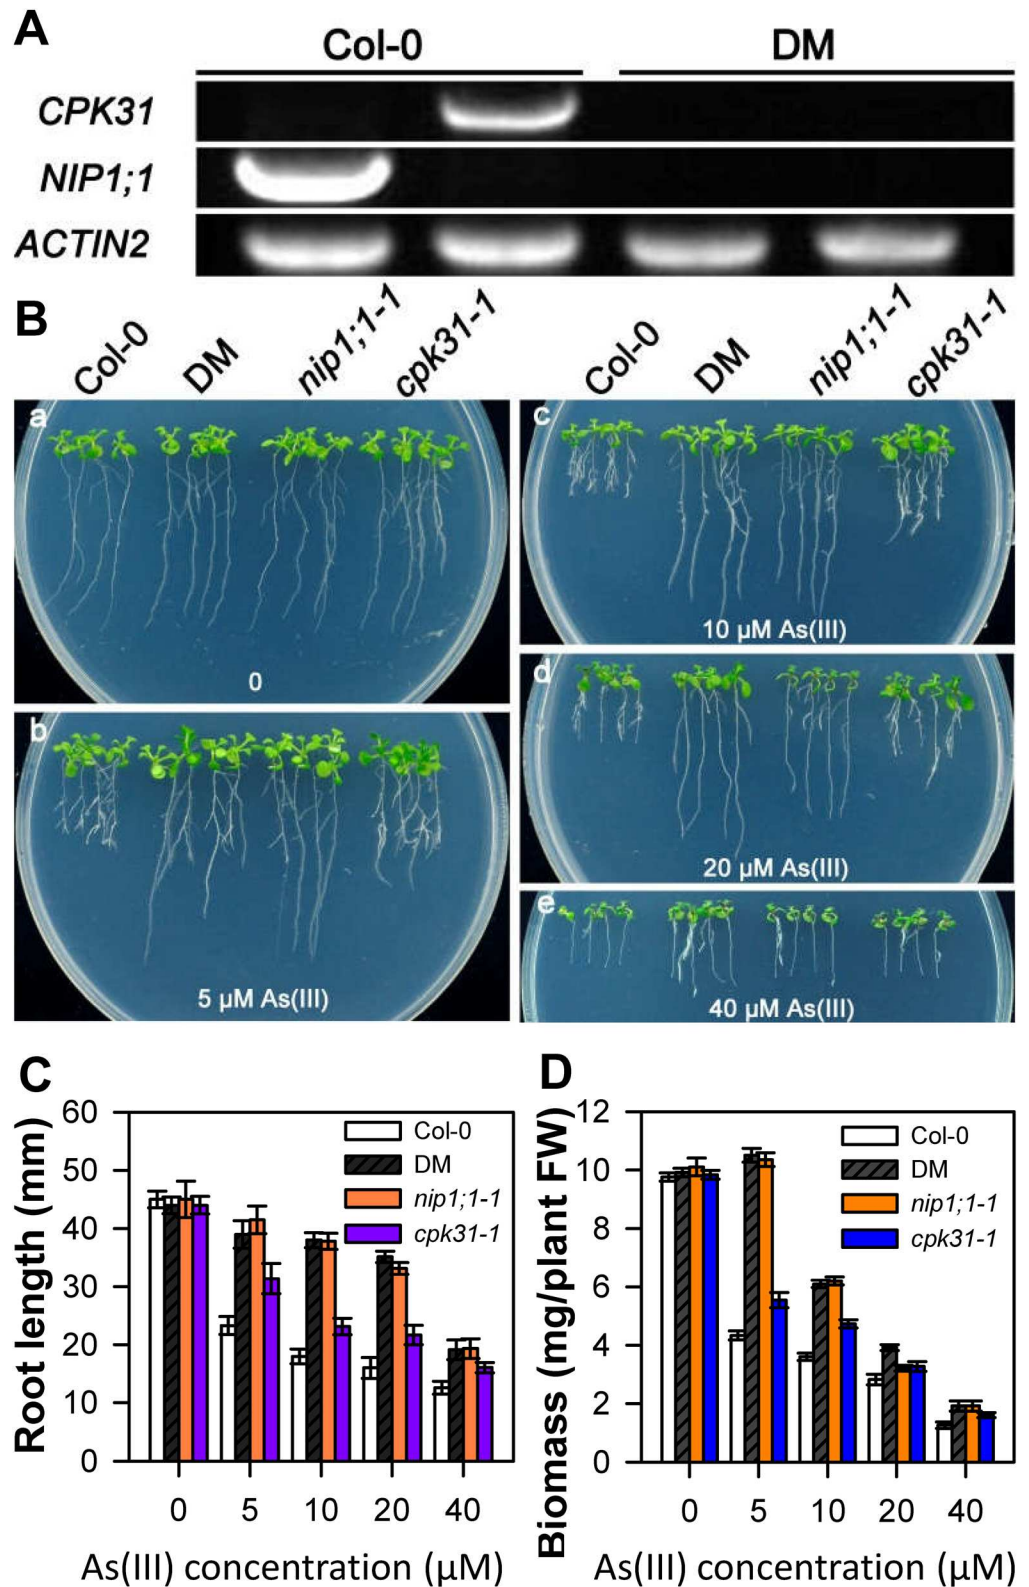 A
Col-0 DM
CPK31
NIP1;1
ACTIN2
B
Col-0 DM nip1;1-1 cpk31-1
Col-0 DM nip1;1-1 cpk31-1
a
0
b
5 µM As(III)
c
10 µM As(III)
d
20 µM As(III)
e
40 µM As(III)
C
Root length (mm)
60
50
40
30
20
10
0
Col-0
DM
nip1;1-1
cpk31-1
0 5 10 20 40
As(III) concentration (µM)
D
Biomass (mg/plant FW)
12
10
8
6
4
2
0
Col-0
DM
nip1;1-1
cpk31-1
0 5 10 20 40
As(III) concentration (µM)